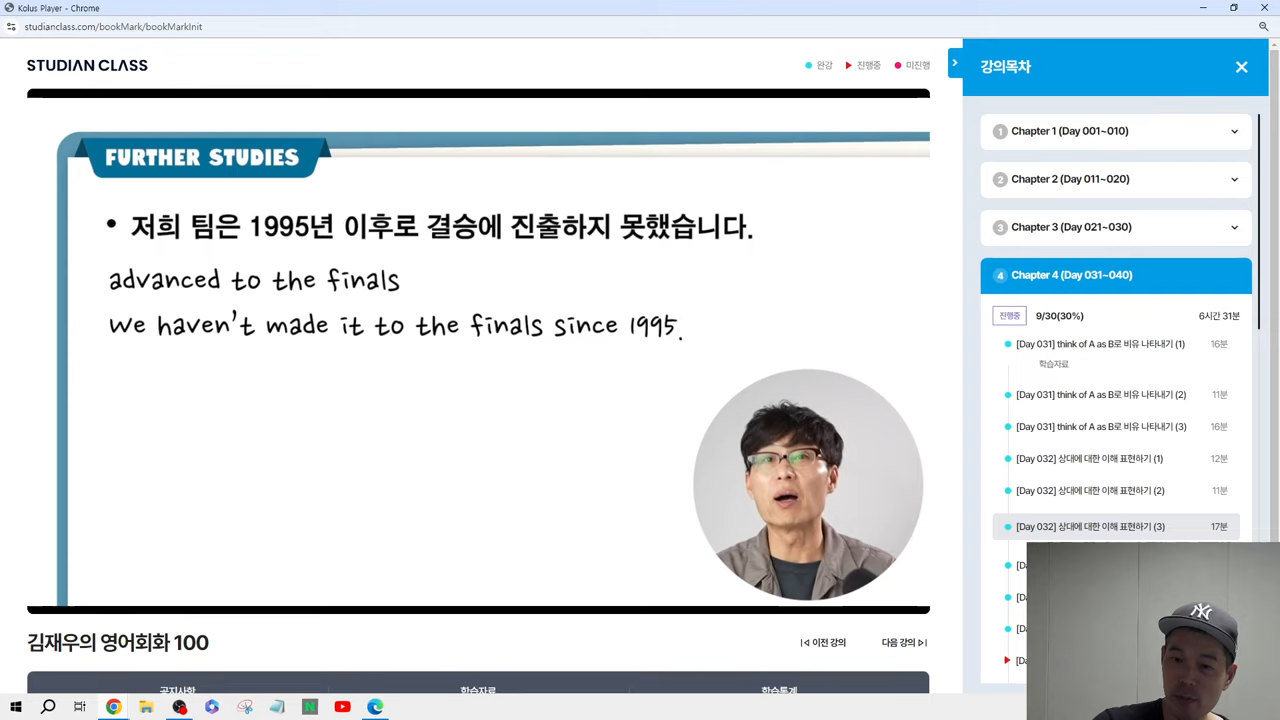 Kolus Player - Chrome
studianclass.com/bookMark/bookMarkInit
STUDIAN CLASS
완강
진행중
미진행
FURTHER STUDIES
• 저희 팀은 1995년 이후로 결승에 진출하지 못했습니다.
advanced to the finals
We haven't made it to the finals since 1995.
김재우의 영어회화 100
이전 강의
다음 강의
공지사항
학습자료
학습통계
강의목차
1 Chapter 1 (Day 001~010)
2 Chapter 2 (Day 011~020)
3 Chapter 3 (Day 021~030)
4 Chapter 4 (Day 031~040)
진행중 9/30(30%) 6시간 31분
[Day 031] think of A as B로 비유 나타내기 (1) 16분
학습자료
[Day 031] think of A as B로 비유 나타내기 (2) 11분
[Day 031] think of A as B로 비유 나타내기 (3) 16분
[Day 032] 상대에 대한 이해 표현하기 (1) 12분
[Day 032] 상대에 대한 이해 표현하기 (2) 11분
[Day 032] 상대에 대한 이해 표현하기 (3) 17분